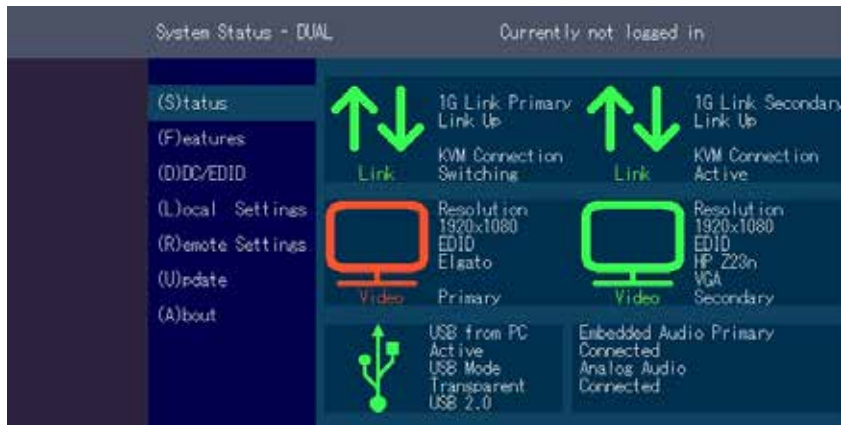 System Status - DUAL
Currently not logged in
(S)tatus
(F)eatures
(D)DC/EDID
(L)ocal Settings
(R)emote Settings
(U)pdate
(A)bout
1G Link Primary
Link Up
KVM Connection
Switching
Link
1G Link Secondary
Link Up
KVM Connection
Active
Link
Resolution
1920x1080
EDID
Elgato
Primary
Video
Resolution
1920x1080
EDID
HP Z23n
VGA
Secondary
Video
USB from PC
Active
USB Mode
Transparent
USB 2.0
Embedded Audio Primary
Connected
Analog Audio
Connected